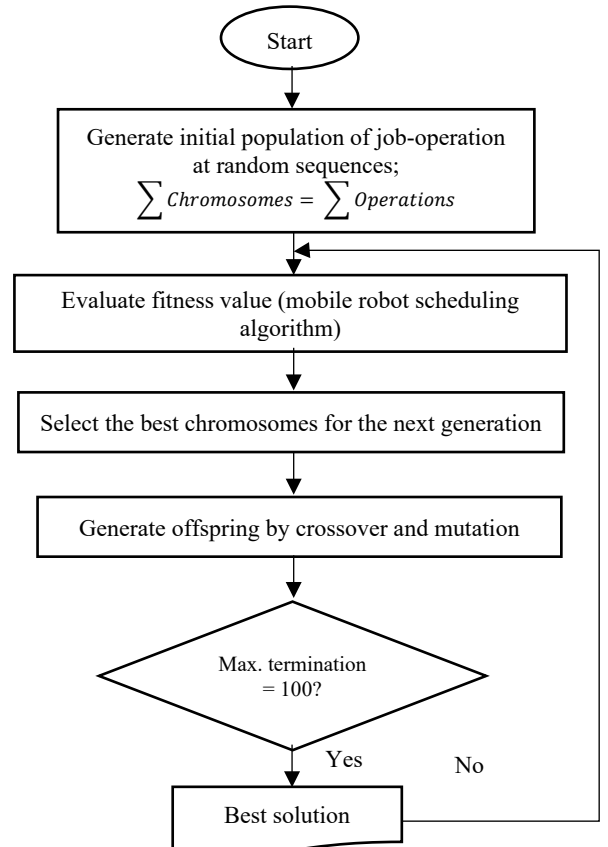 Start
Generate initial population of job-operation
at random sequences;
∑ Chromosomes = ∑ Operations
Evaluate fitness value (mobile robot scheduling
algorithm)
Select the best chromosomes for the next generation
Generate offspring by crossover and mutation
Max. termination
= 100?
Yes
No
Best solution